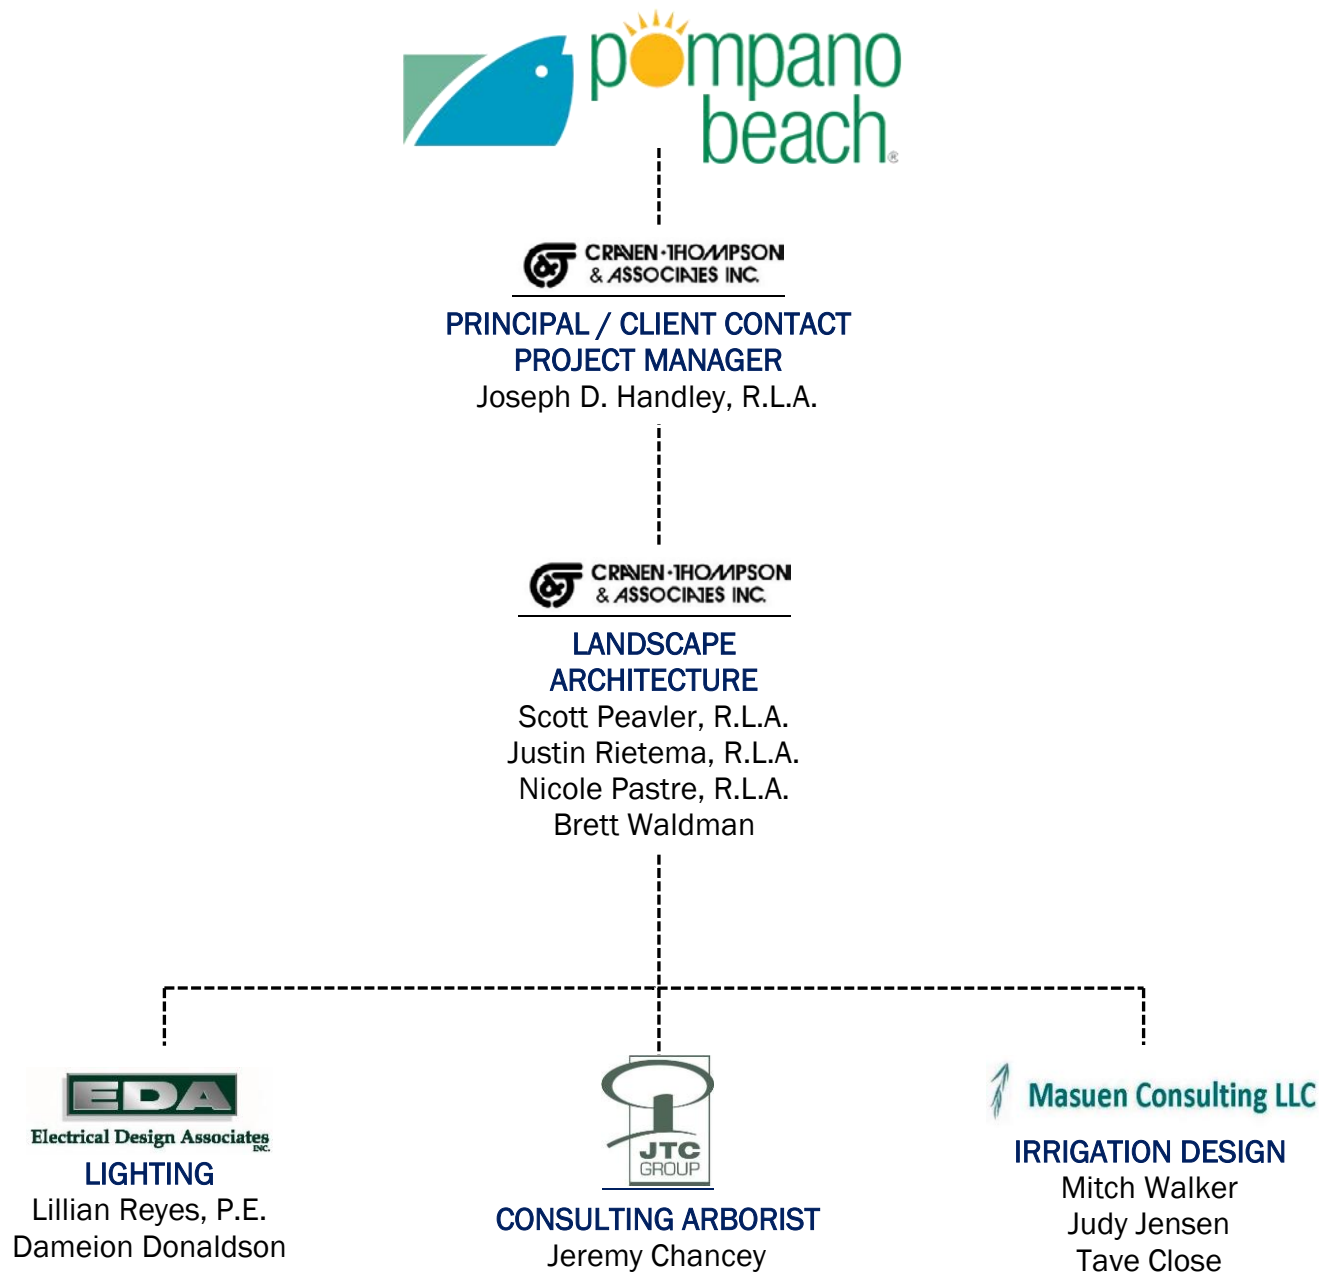 pompano
beach®
CRAVEN·THOMPSON
& ASSOCIATES INC.
PRINCIPAL / CLIENT CONTACT
PROJECT MANAGER
Joseph D. Handley, R.L.A.
CRAVEN·THOMPSON
& ASSOCIATES INC.
LANDSCAPE
ARCHITECTURE
Scott Peavler, R.L.A.
Justin Rietema, R.L.A.
Nicole Pastre, R.L.A.
Brett Waldman
EDA
Electrical Design Associates
INC.
LIGHTING
Lillian Reyes, P.E.
Dameion Donaldson
JTC
GROUP
CONSULTING ARBORIST
Jeremy Chancey
Masuen Consulting LLC
IRRIGATION DESIGN
Mitch Walker
Judy Jensen
Tave Close